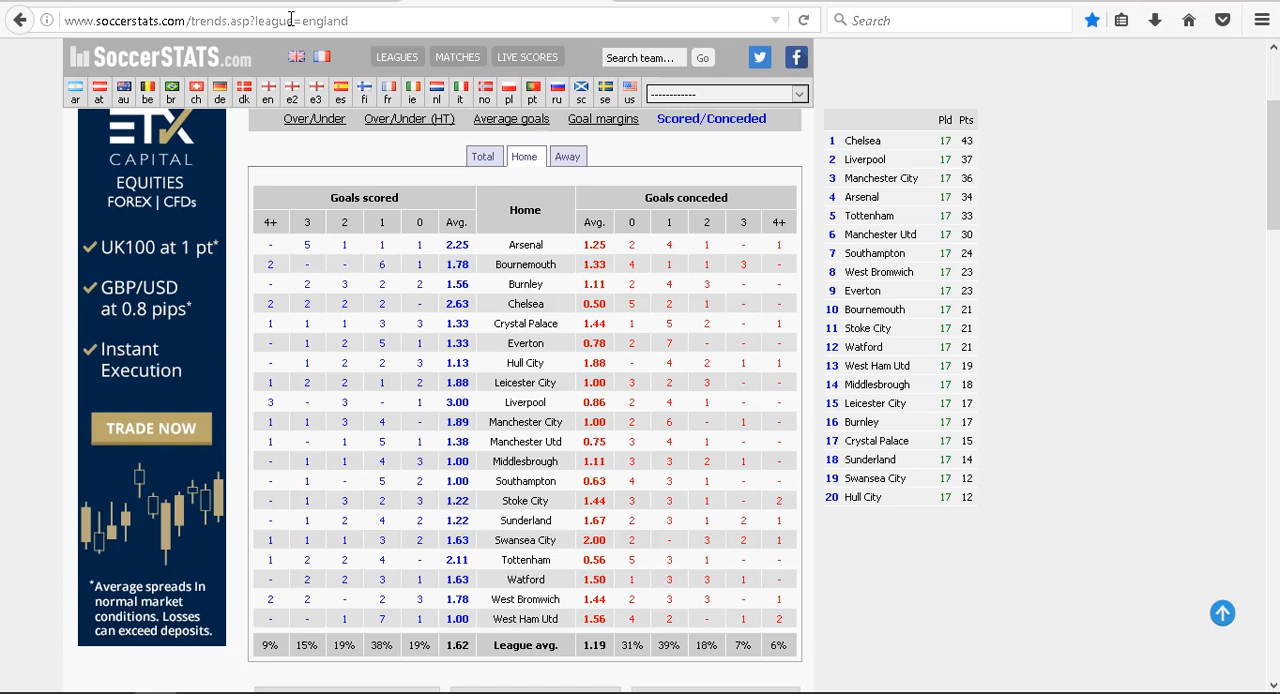 www.soccerstats.com/trends.asp?league=england
Search
SoccerSTATS.com
LEAGUES MATCHES LIVE SCORES
Search team... Go
ar at au be br ch de dk en e2 e3 es fi fr ie nl it no pl pt ru sc se us ------------
Over/Under Over/Under (HT) Average goals Goal margins Scored/Conceded
Total Home Away
Goals scored Home Goals conceded
4+ 3 2 1 0 Avg. Avg. 0 1 2 3 4+
- 5 1 1 1 2.25 Arsenal 1.25 2 4 1 - 1
2 - - 6 1 1.78 Bournemouth 1.33 4 1 1 3 -
- 2 3 2 2 1.56 Burnley 1.11 2 4 3 - -
2 2 2 2 - 2.63 Chelsea 0.50 5 2 1 - -
1 1 1 3 3 1.33 Crystal Palace 1.44 1 5 2 - 1
- 1 2 5 1 1.33 Everton 0.78 2 7 - - -
- 1 2 2 3 1.13 Hull City 1.88 - 4 2 1 1
1 2 2 1 2 1.88 Leicester City 1.00 3 2 3 - -
3 - 3 - 1 3.00 Liverpool 0.86 2 4 1 - -
1 1 3 4 - 1.89 Manchester City 1.00 2 6 - 1 -
1 - 1 5 1 1.38 Manchester Utd 0.75 3 4 1 - -
- 1 1 4 3 1.00 Middlesbrough 1.11 3 3 2 1 -
- 1 - 5 2 1.00 Southampton 0.63 4 3 1 - -
- 1 3 2 3 1.22 Stoke City 1.44 3 3 1 - 2
- 1 2 4 2 1.22 Sunderland 1.67 2 3 1 2 1
1 1 1 3 2 1.63 Swansea City 2.00 2 - 3 2 1
1 2 2 4 - 2.11 Tottenham 0.56 5 3 1 - -
- 2 2 3 1 1.63 Watford 1.50 1 3 3 1 -
2 2 - 2 3 1.78 West Bromwich 1.44 2 3 3 - 1
- - 1 7 1 1.00 West Ham Utd 1.56 4 2 - 1 2
9% 15% 19% 38% 19% 1.62 League avg. 1.19 31% 39% 18% 7% 6%
ETX
CAPITAL
EQUITIES
FOREX | CFDs
UK100 at 1 pt*
GBP/USD
at 0.8 pips*
Instant
Execution
TRADE NOW
*Average spreads In
normal market
conditions. Losses
can exceed deposits.
Pld Pts
1 Chelsea 17 43
2 Liverpool 17 37
3 Manchester City 17 36
4 Arsenal 17 34
5 Tottenham 17 33
6 Manchester Utd 17 30
7 Southampton 17 24
8 West Bromwich 17 23
9 Everton 17 23
10 Bournemouth 17 21
11 Stoke City 17 21
12 Watford 17 21
13 West Ham Utd 17 19
14 Middlesbrough 17 18
15 Leicester City 17 17
16 Burnley 17 17
17 Crystal Palace 17 15
18 Sunderland 17 14
19 Swansea City 17 12
20 Hull City 17 12